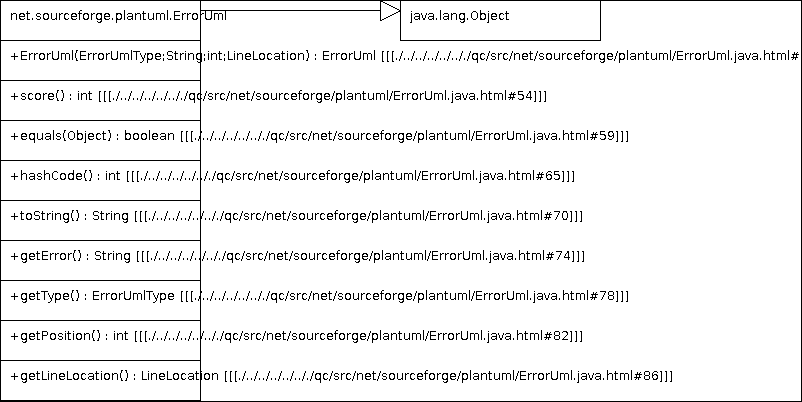 net.sourceforge.plantuml.ErrorUml
java.lang.Object
+ErrorUml(ErrorUmlType;String;int;LineLocation) : ErrorUml [[[./../../../../../qc/src/net/sourceforge/plantuml/ErrorUml.java.html#
+score() : int [[[./../../../../../qc/src/net/sourceforge/plantuml/ErrorUml.java.html#54]]]
+equals(Object) : boolean [[[./../../../../../qc/src/net/sourceforge/plantuml/ErrorUml.java.html#59]]]
+hashCode() : int [[[./../../../../../qc/src/net/sourceforge/plantuml/ErrorUml.java.html#65]]]
+toString() : String [[[./../../../../../qc/src/net/sourceforge/plantuml/ErrorUml.java.html#70]]]
+getError() : String [[[./../../../../../qc/src/net/sourceforge/plantuml/ErrorUml.java.html#74]]]
+getType() : ErrorUmlType [[[./../../../../../qc/src/net/sourceforge/plantuml/ErrorUml.java.html#78]]]
+getPosition() : int [[[./../../../../../qc/src/net/sourceforge/plantuml/ErrorUml.java.html#82]]]
+getLineLocation() : LineLocation [[[./../../../../../qc/src/net/sourceforge/plantuml/ErrorUml.java.html#86]]]